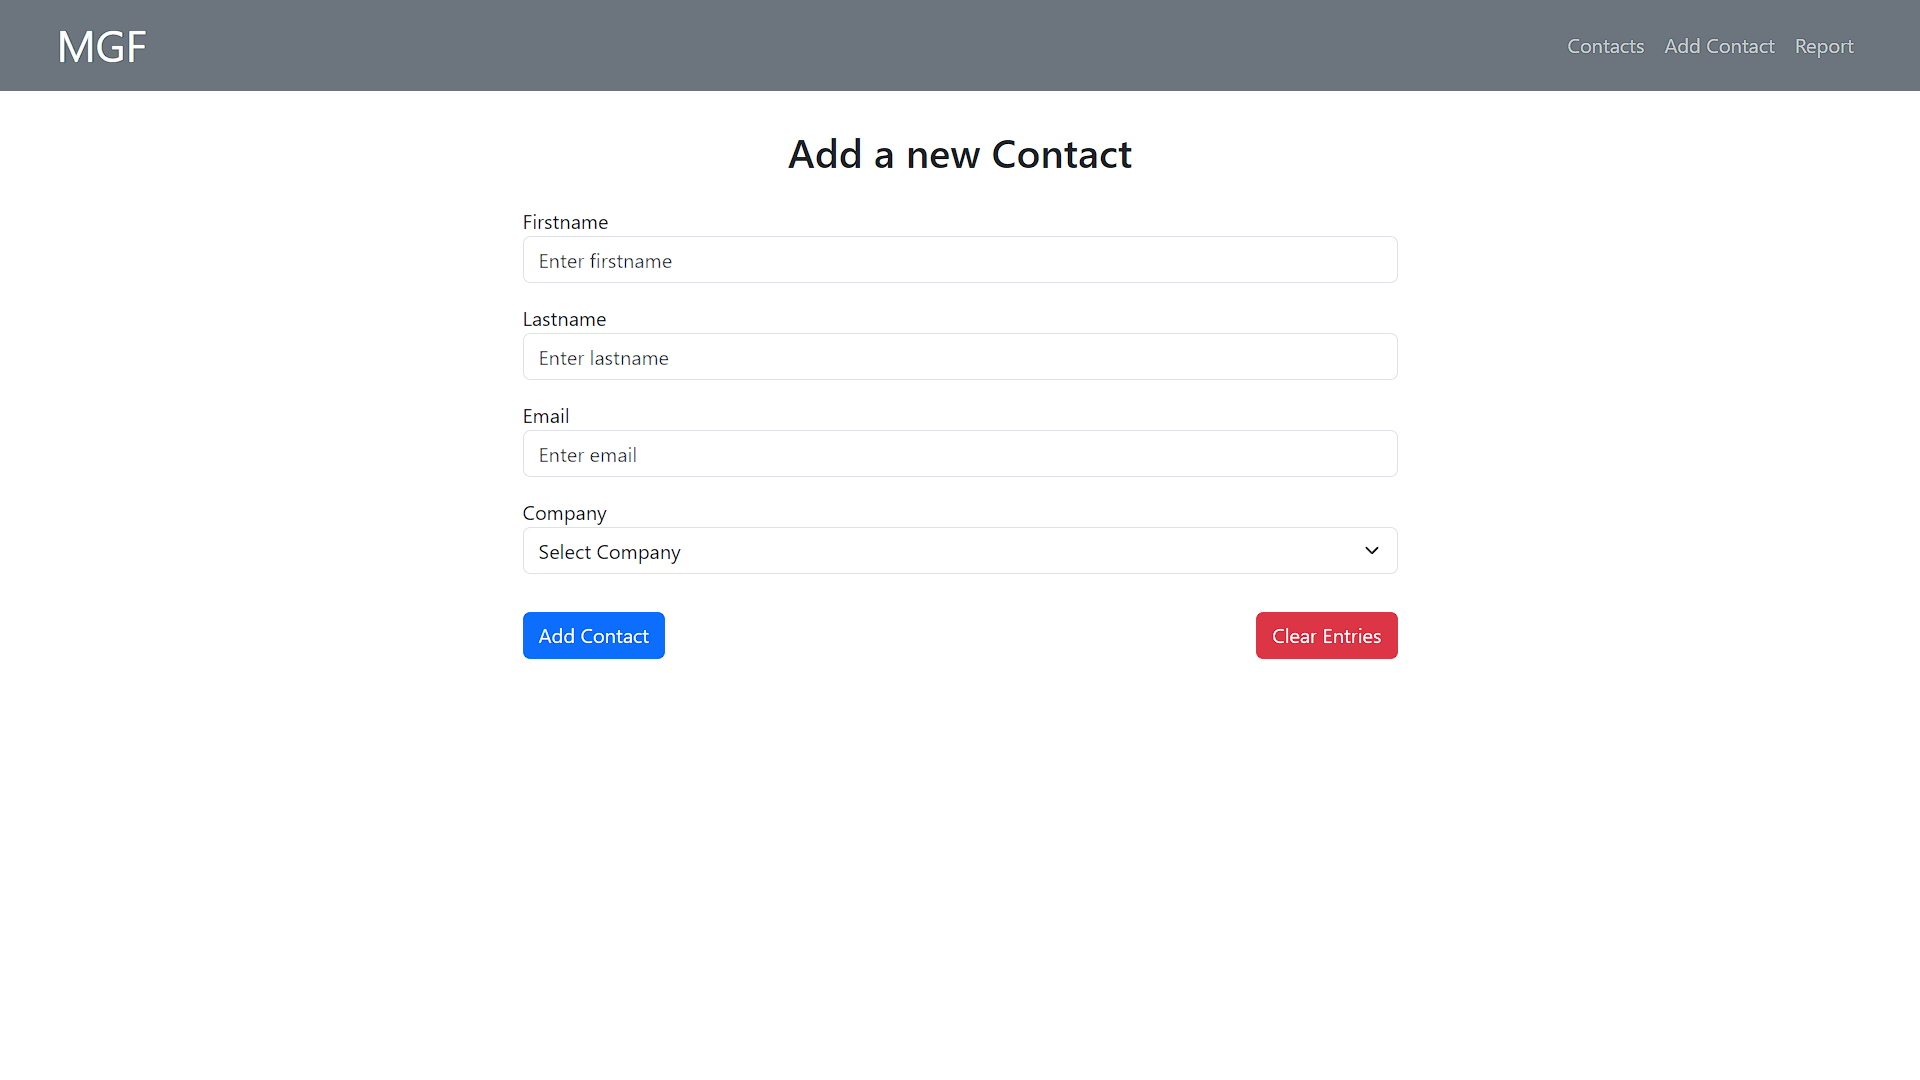 MGF
Contacts Add Contact Report
Add a new Contact
Firstname
Enter firstname
Lastname
Enter lastname
Email
Enter email
Company
Select Company
Add Contact
Clear Entries